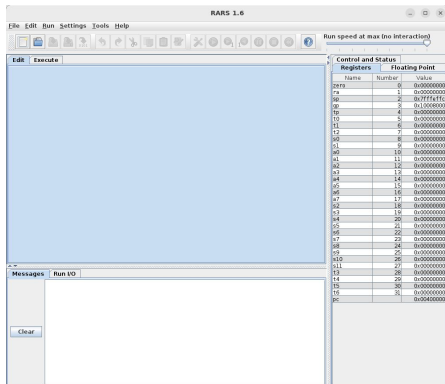 RARS 1.6
File Edit Run Settings Tools Help
Run speed at max (no interaction)
Edit Execute
Control and Status
Registers Floating Point
Name Number Value
zero 0 0x00000000
ra 1 0x00000000
sp 2 0x7fffeffc
gp 3 0x10008000
tp 4 0x00000000
t0 5 0x00000000
t1 6 0x00000000
t2 7 0x00000000
s0 8 0x00000000
s1 9 0x00000000
a0 10 0x00000000
a1 11 0x00000000
a2 12 0x00000000
a3 13 0x00000000
a4 14 0x00000000
a5 15 0x00000000
a6 16 0x00000000
a7 17 0x00000000
s2 18 0x00000000
s3 19 0x00000000
s4 20 0x00000000
s5 21 0x00000000
s6 22 0x00000000
s7 23 0x00000000
s8 24 0x00000000
s9 25 0x00000000
s10 26 0x00000000
s11 27 0x00000000
t3 28 0x00000000
t4 29 0x00000000
t5 30 0x00000000
t6 31 0x00000000
pc 0x00400000
Messages Run I/O
Clear